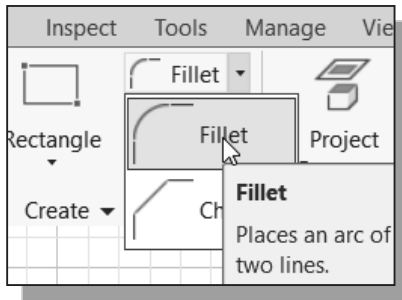 Inspect Tools Manage Vie
Fillet
Rectangle
Fillet
Project
Create
Ch
Fillet
Places an arc of
two lines.